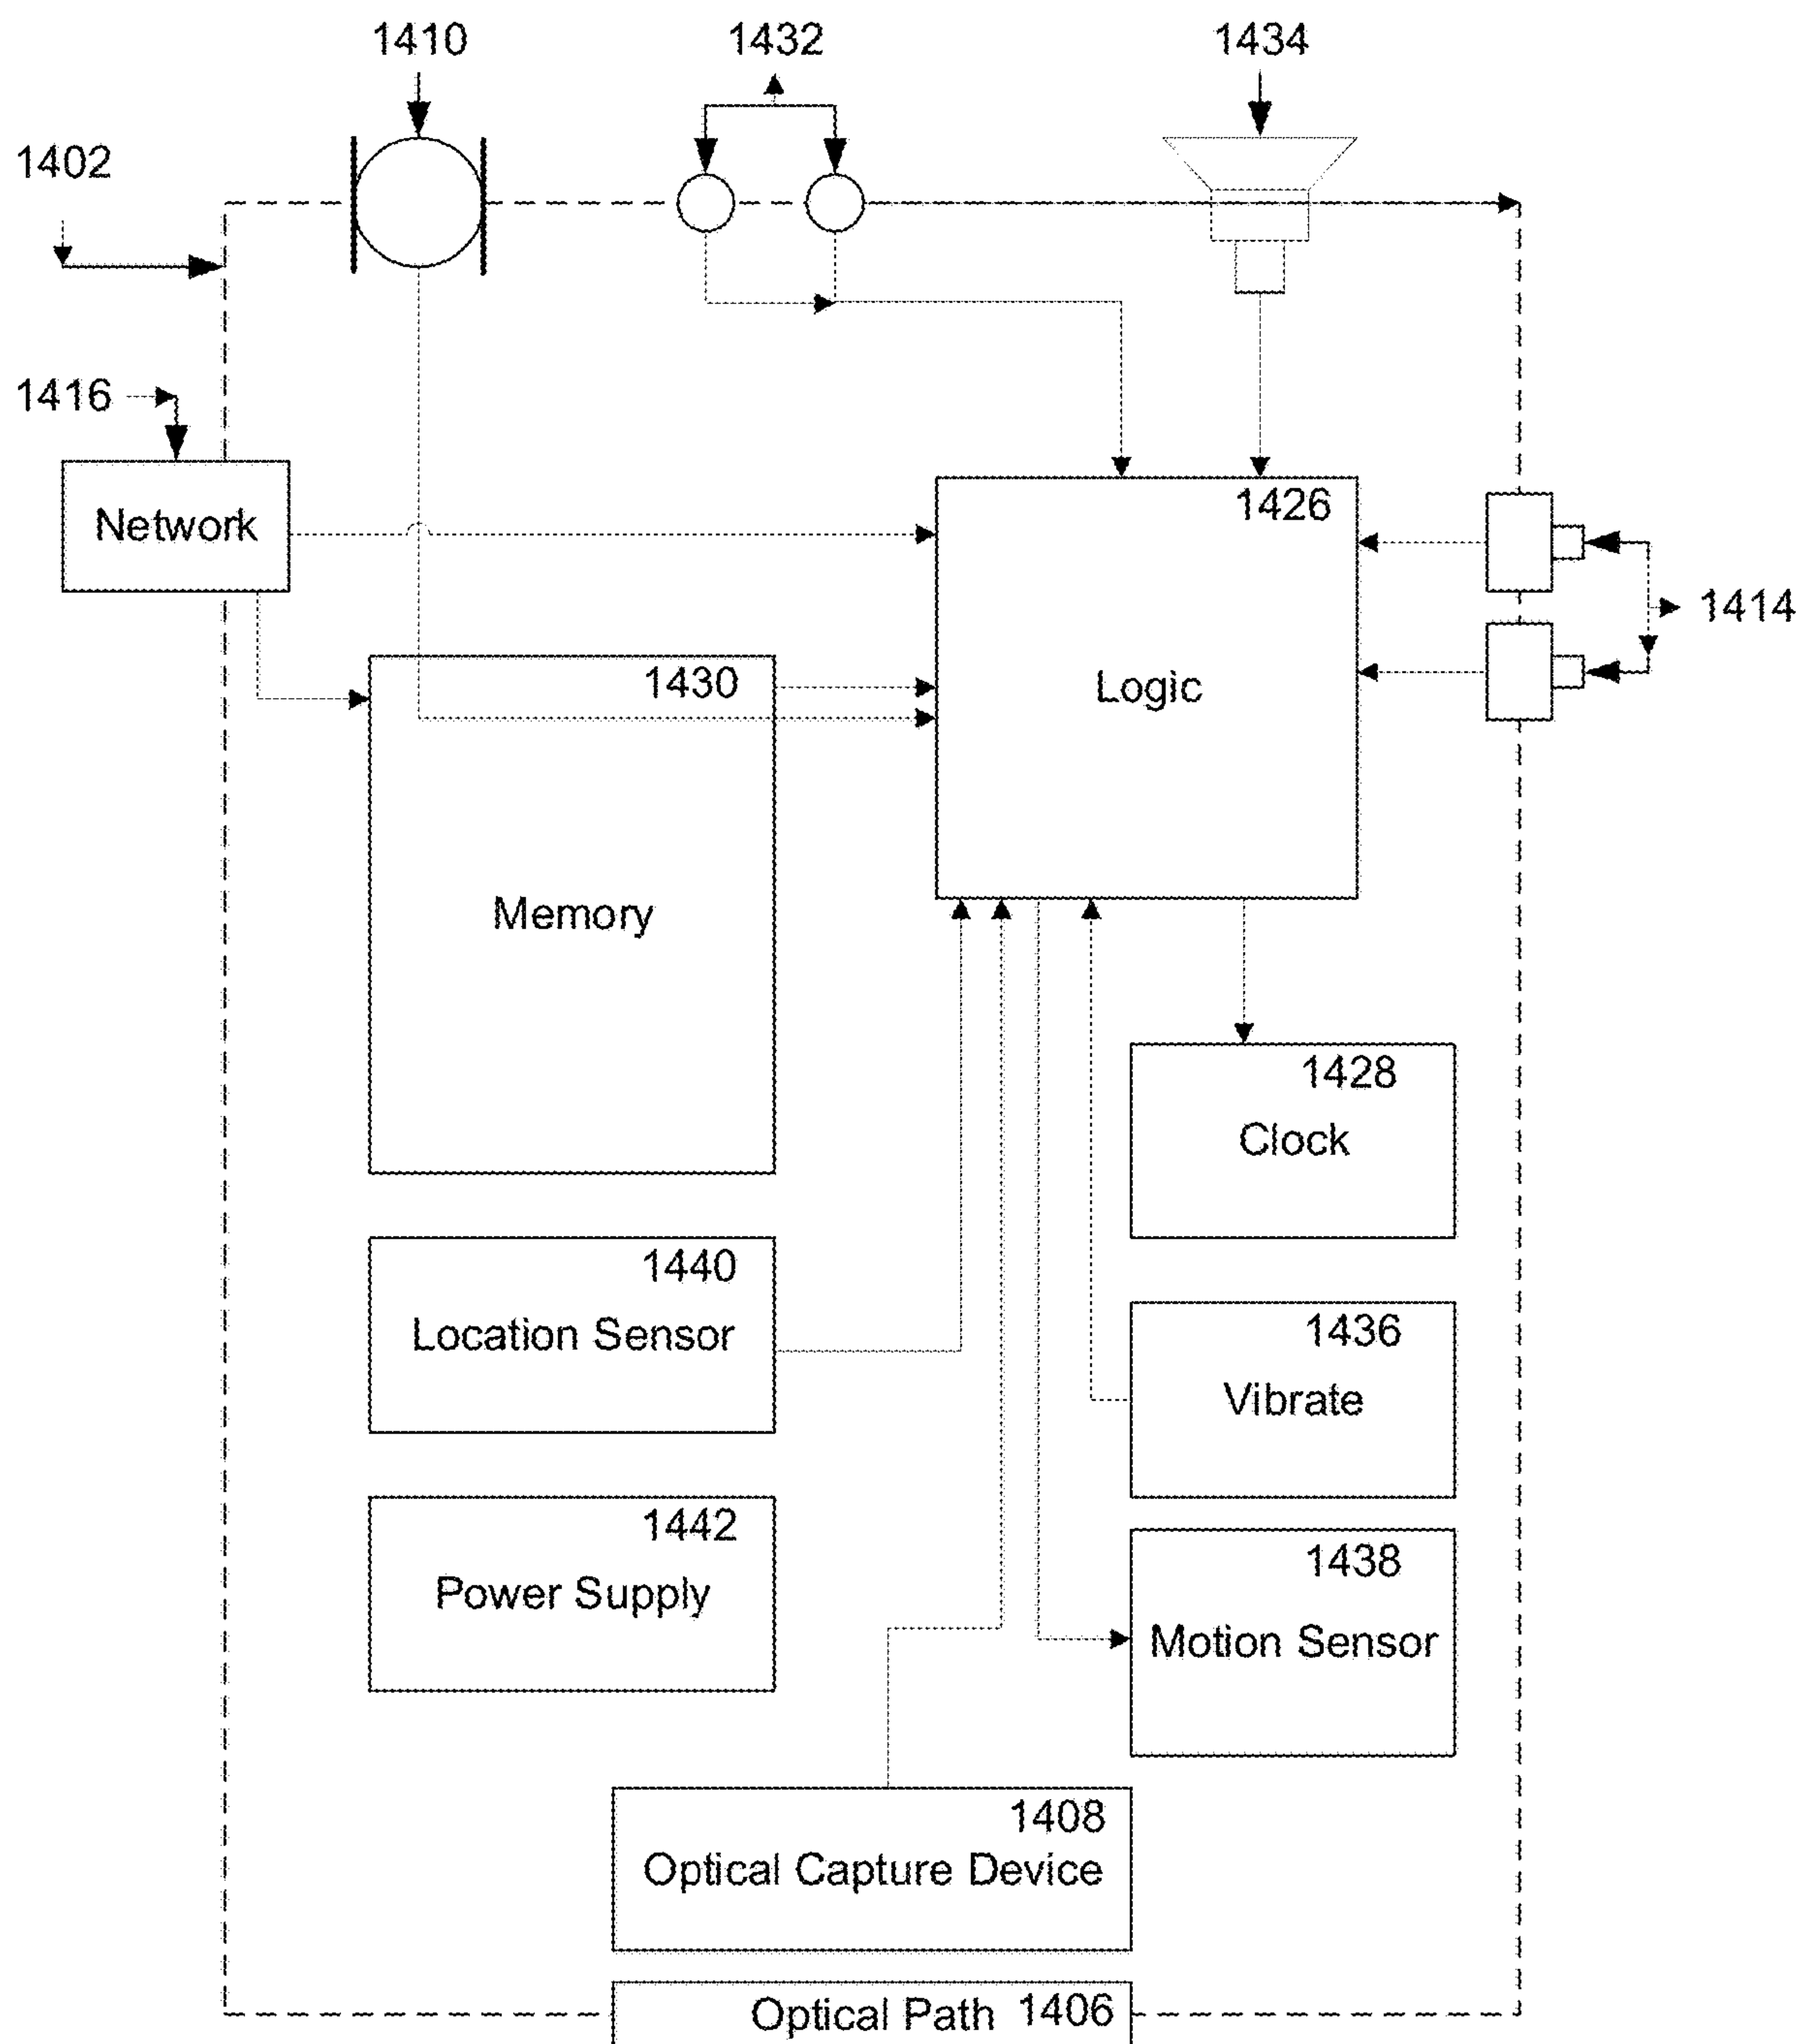 1410
1432
1434
1402
1416
Network
1426
Logic
1414
1430
Memory
1428
Clock
1440
Location Sensor
1436
Vibrate
1442
Power Supply
1438
Motion Sensor
1408
Optical Capture Device
Optical Path 1406